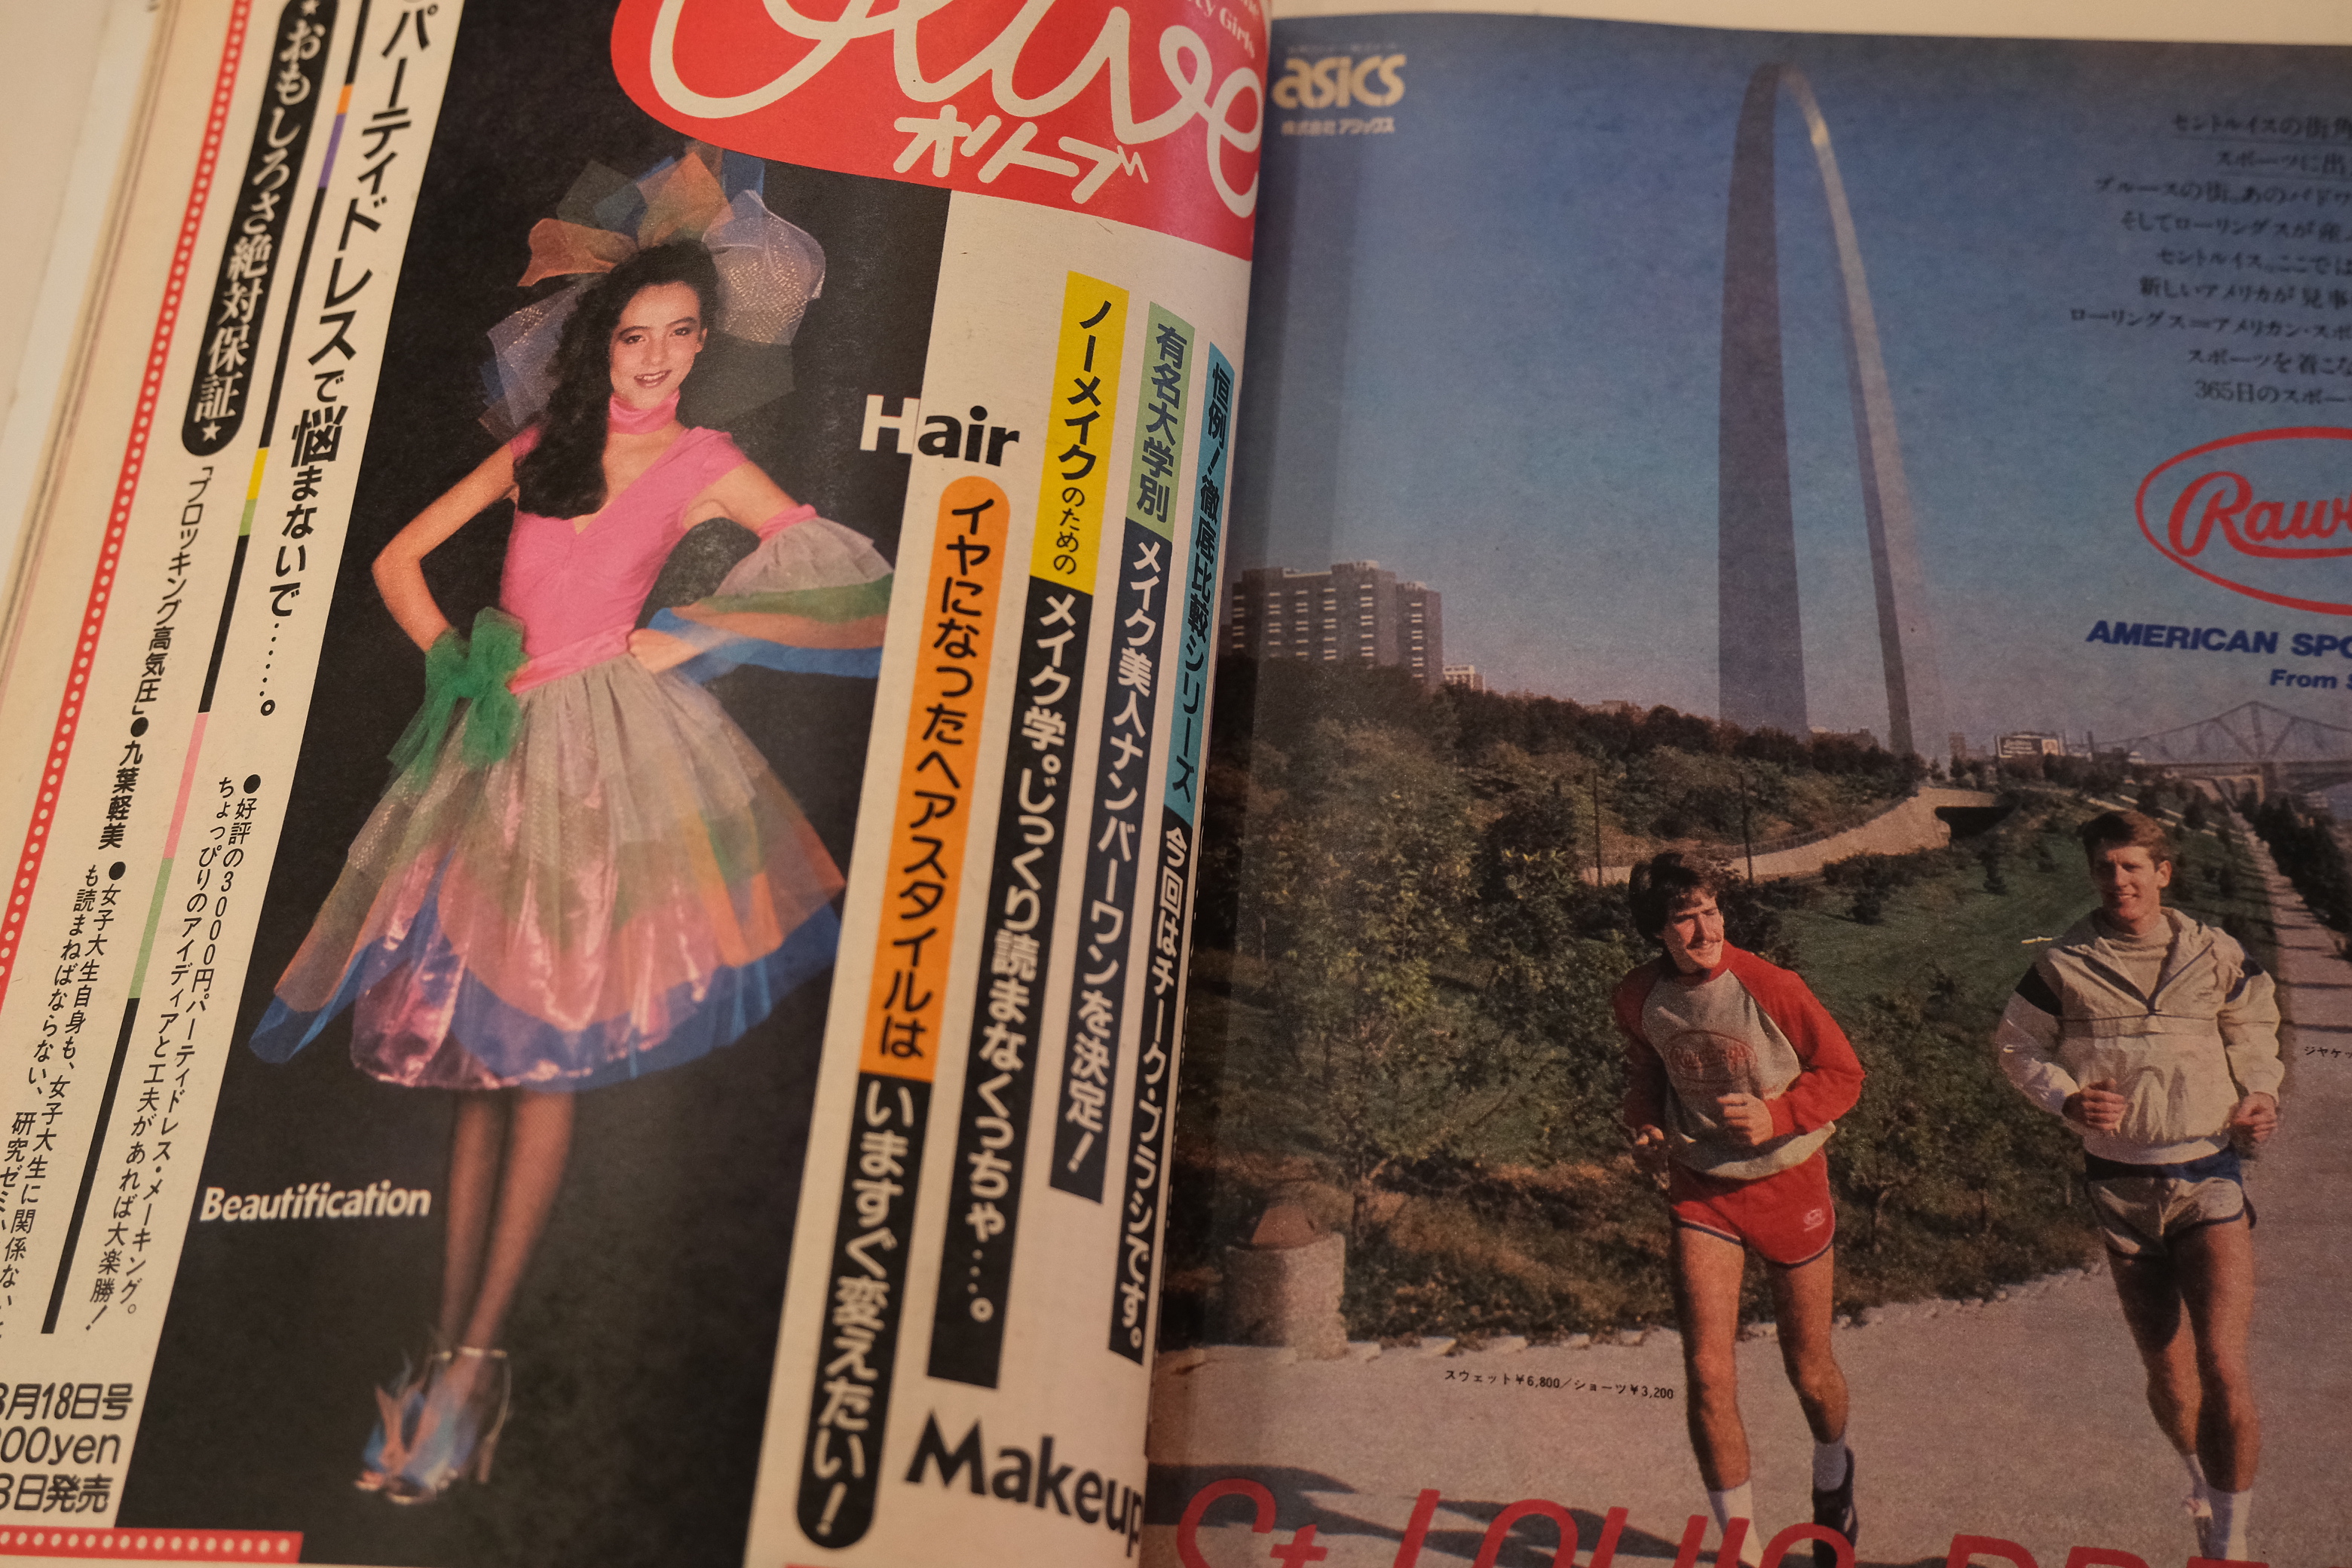 Olive
オリーブ
パーティドレスで悩まないで……。
●好評の3000円パーティドレス・メーキング。
ちょっぴりのアイディアと工夫があれば大楽勝！
★おもしろさ絶対保証★
「ブロッキング高気圧」●九葉軽美
●女子大生自身も、女子大生に関係ない
も読まねばならない、研究ゼミ
恒例！徹底比較シリーズ 今回はチーク・ブラシです。
有名大学別 メイク美人ナンバーワンを決定！
ノーメイクのための メイク学。じっくり読まなくっちゃ…。
Hair
イヤになったヘアスタイルは いますぐ変えたい！
Makeup
Beautification
3月18日号
00yen
3日発売
asics
株式会社 アシックス
セントルイスの街角
スポーツに出
ブルースの街。あのバドワ
そしてローリングスが産
セントルイス。ここでは
新しいアメリカが見事
ローリングス＝アメリカン・スポ
スポーツを着こな
365日のスポー
Raw
AMERICAN SPO
From S
Rawlings
ジャケ
スウェット¥6,800／ショーツ¥3,200
St. LOUIS